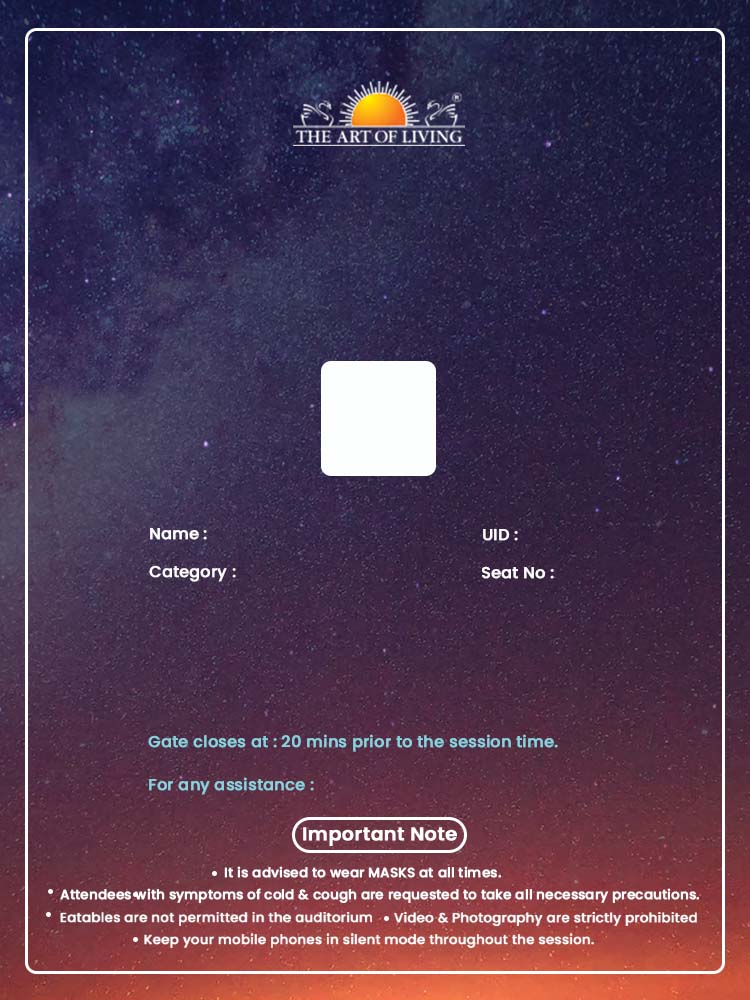 ®
THE ART OF LIVING
Name : UID :
Category : Seat No :
Gate closes at : 20 mins prior to the session time.
For any assistance :
Important Note
• It is advised to wear MASKS at all times.
• Attendees•with symptoms of cold & cough are requested to take all necessary precautions.
• Eatables are not permitted in the auditorium • Video & Photography are strictly prohibited
• Keep your mobile phones in silent mode throughout the session.